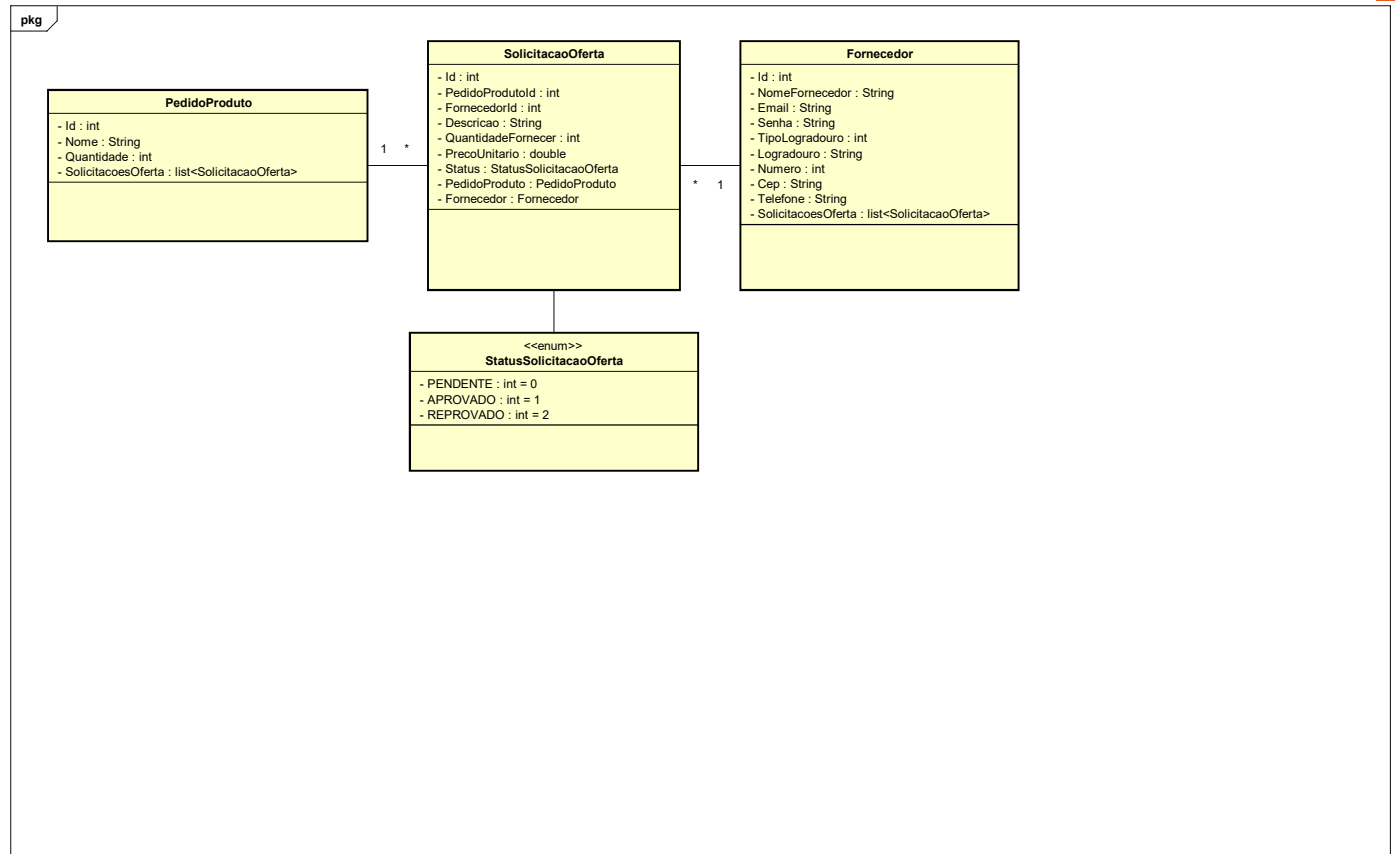 pkg
PedidoProduto
- Id : int
- Nome : String
- Quantidade : int
- SolicitacoesOferta : list<SolicitacaoOferta>
1 *
SolicitacaoOferta
- Id : int
- PedidoProdutoId : int
- FornecedorId : int
- Descricao : String
- QuantidadeFornecer : int
- PrecoUnitario : double
- Status : StatusSolicitacaoOferta
- PedidoProduto : PedidoProduto
- Fornecedor : Fornecedor
* 1
Fornecedor
- Id : int
- NomeFornecedor : String
- Email : String
- Senha : String
- TipoLogradouro : int
- Logradouro : String
- Numero : int
- Cep : String
- Telefone : String
- SolicitacoesOferta : list<SolicitacaoOferta>
<<enum>>
StatusSolicitacaoOferta
- PENDENTE : int = 0
- APROVADO : int = 1
- REPROVADO : int = 2